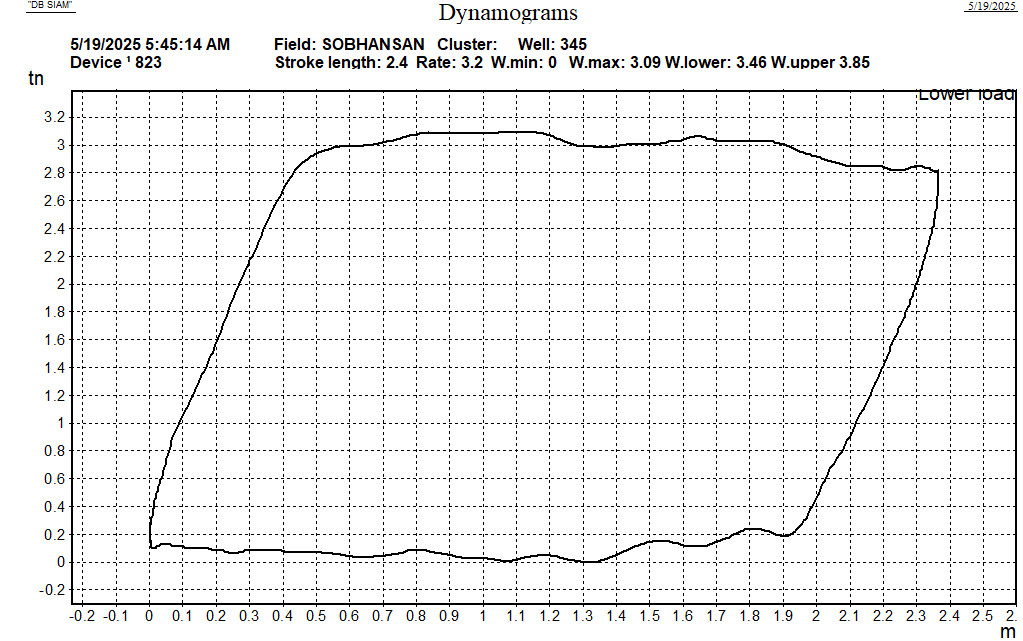 "DB SIAM"
5/19/2025
Dynamograms
5/19/2025 5:45:14 AM Field: SOBHANSAN Cluster: Well: 345
Device ¹ 823 Stroke length: 2.4 Rate: 3.2 W.min: 0 W.max: 3.09 W.lower: 3.46 W.upper 3.85
tn
Lower load
3.2
3
2.8
2.6
2.4
2.2
2
1.8
1.6
1.4
1.2
1
0.8
0.6
0.4
0.2
0
-0.2
-0.2 -0.1 0 0.1 0.2 0.3 0.4 0.5 0.6 0.7 0.8 0.9 1 1.1 1.2 1.3 1.4 1.5 1.6 1.7 1.8 1.9 2 2.1 2.2 2.3 2.4 2.5 2.
m